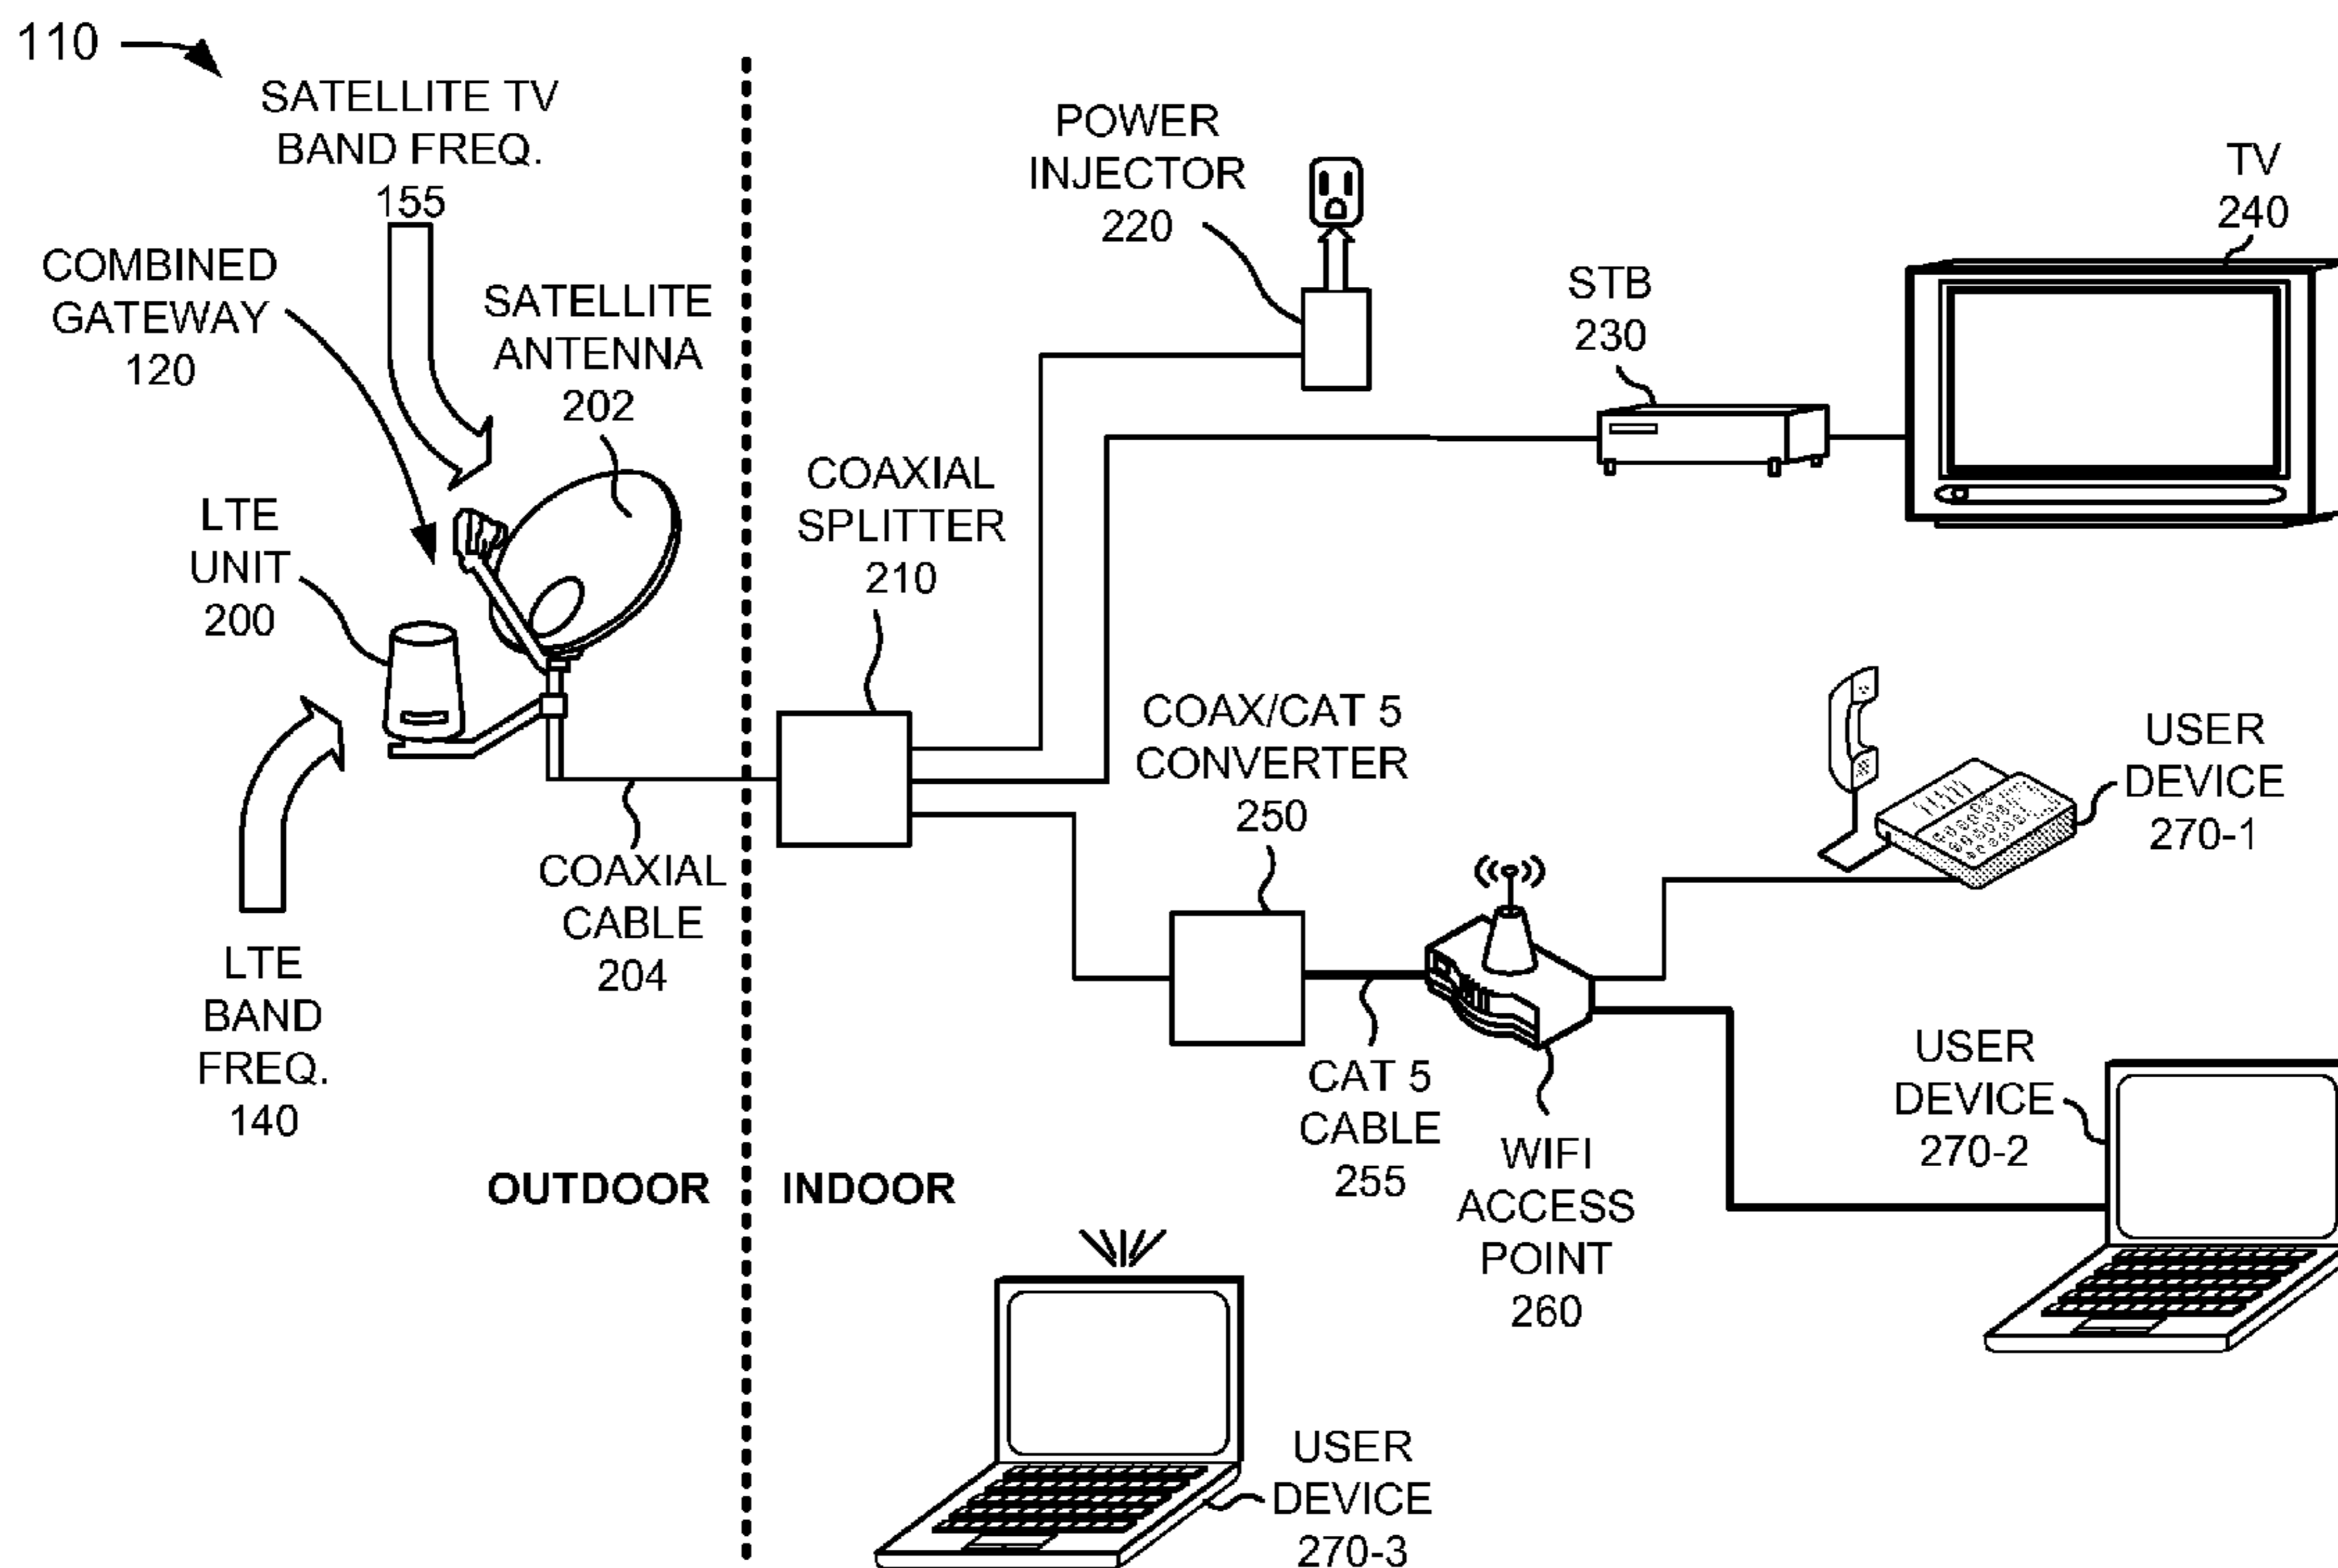 110
SATELLITE TV
BAND FREQ.
155
COMBINED
GATEWAY
120
SATELLITE
ANTENNA
202
LTE
UNIT
200
LTE
BAND
FREQ.
140
COAXIAL
CABLE
204
OUTDOOR
INDOOR
COAXIAL
SPLITTER
210
POWER
INJECTOR
220
STB
230
TV
240
COAX/CAT 5
CONVERTER
250
CAT 5
CABLE
255
WIFI
ACCESS
POINT
260
USER
DEVICE
270-1
USER
DEVICE
270-2
USER
DEVICE
270-3